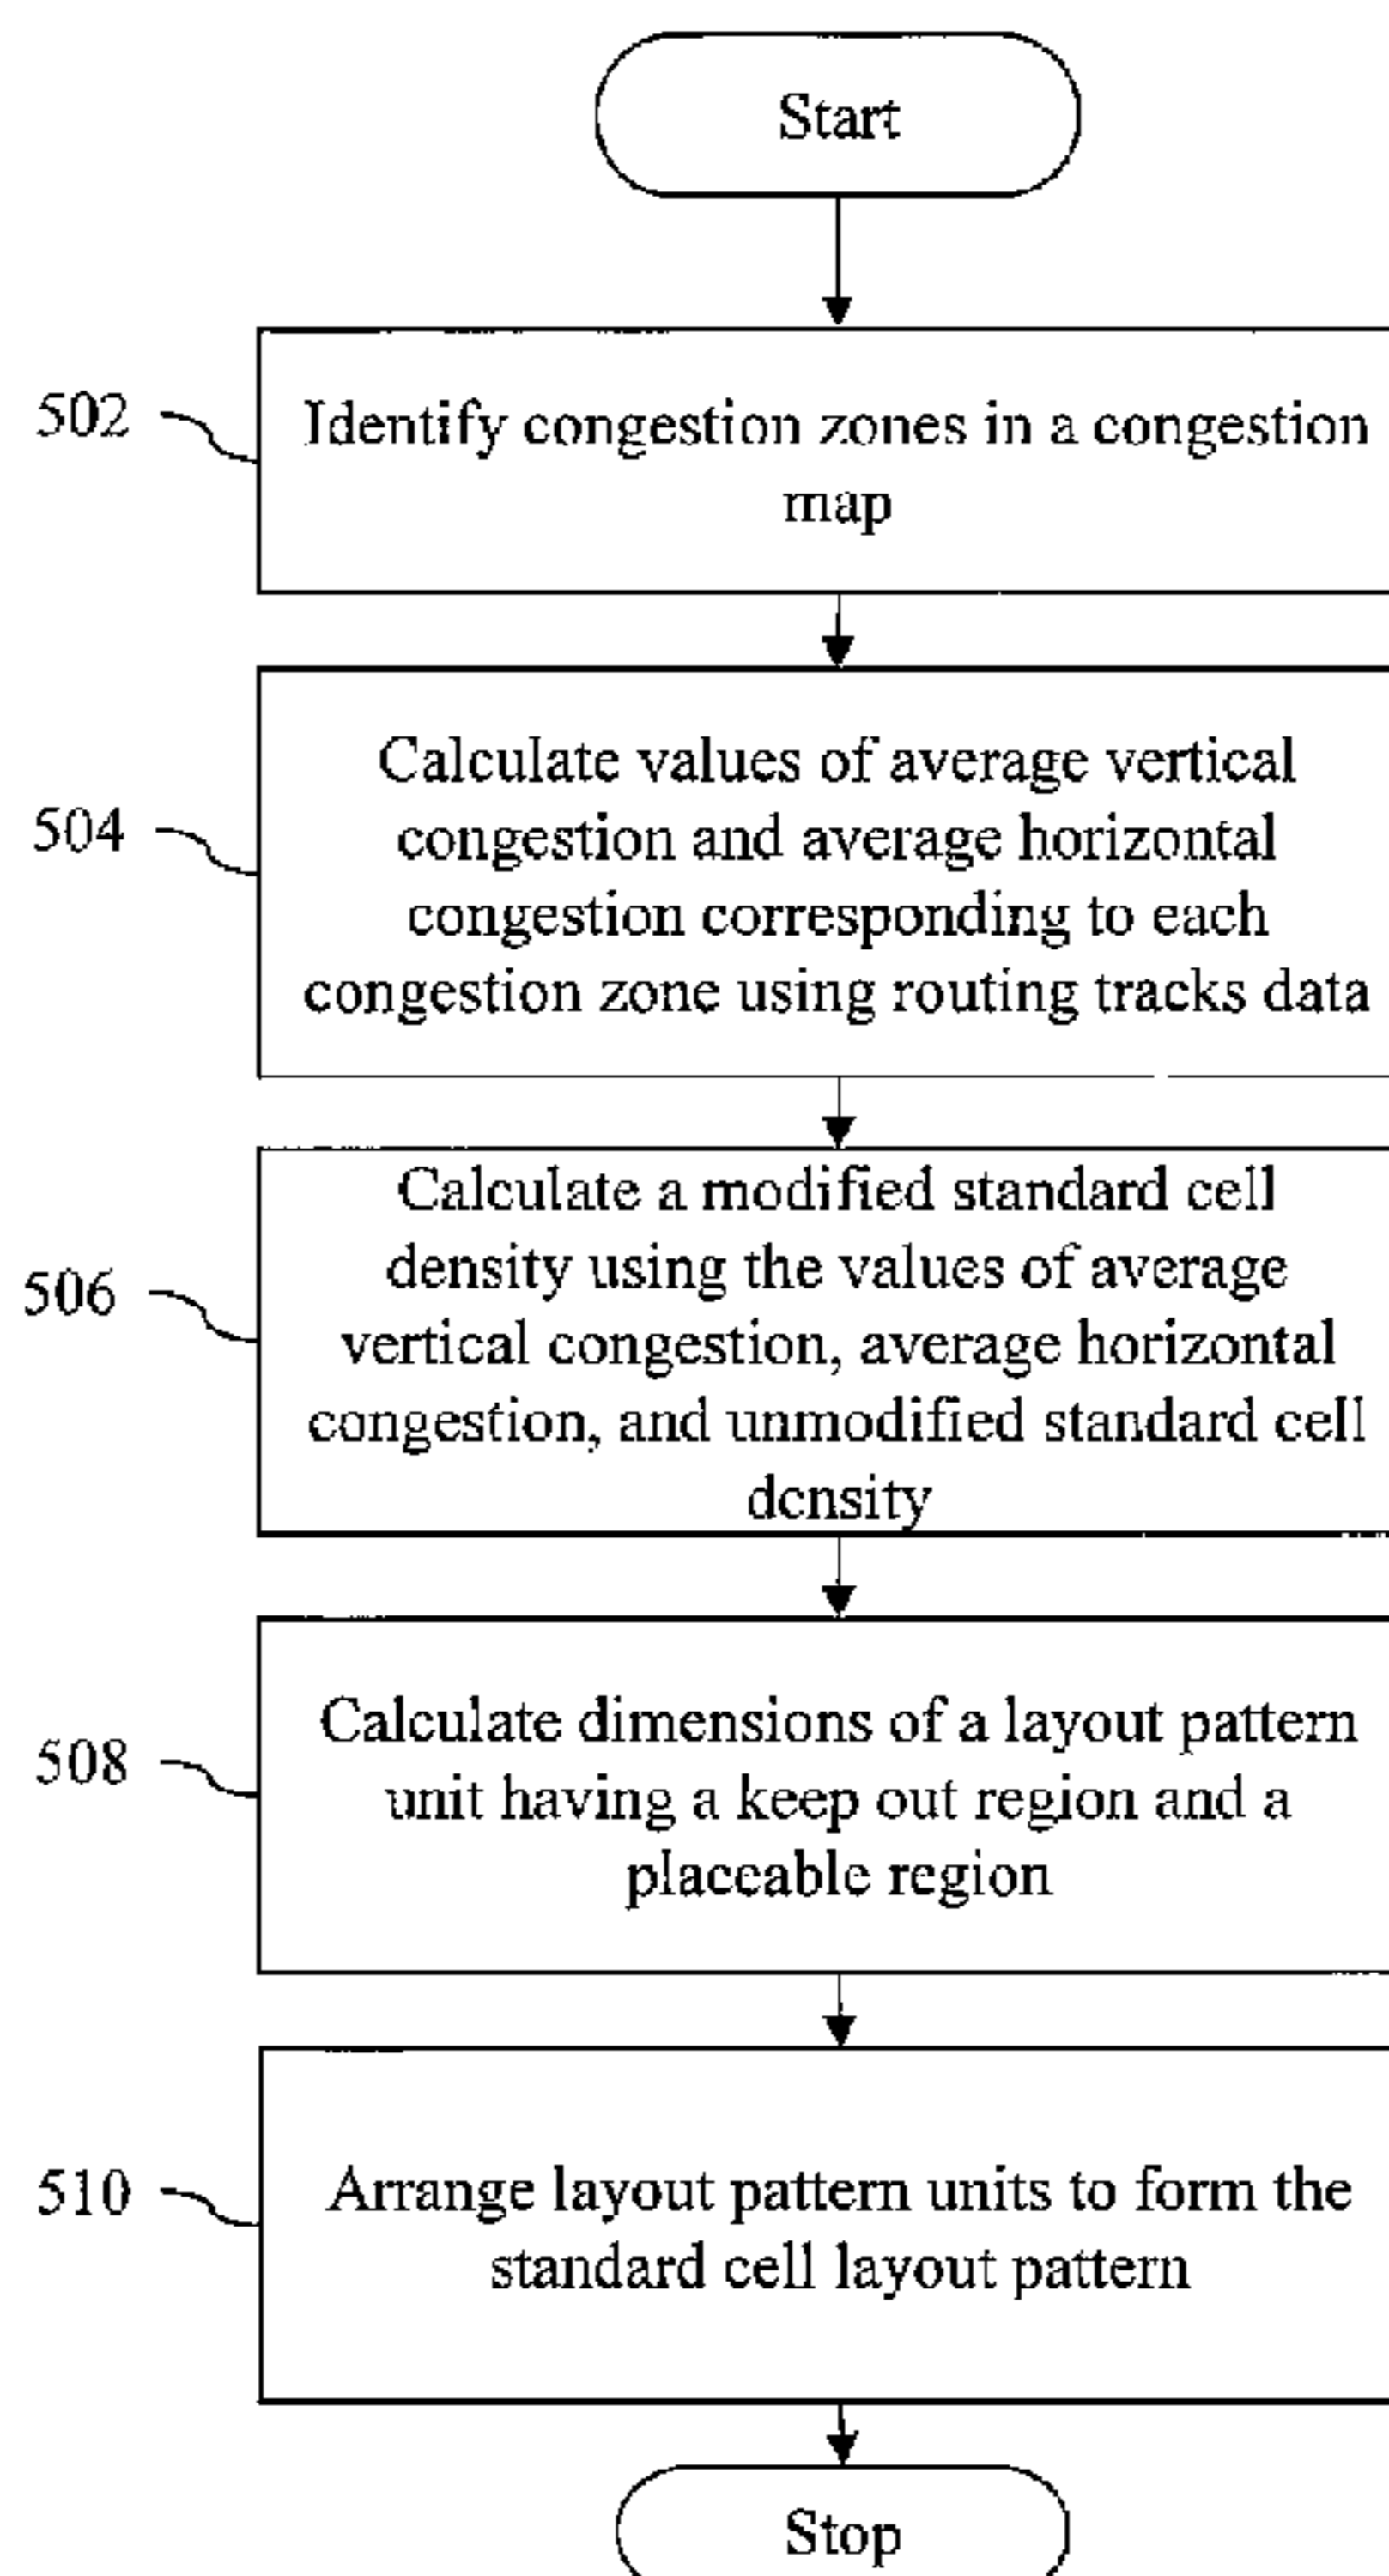 Start
502
Identify congestion zones in a congestion
map
504
Calculate values of average vertical
congestion and average horizontal
congestion corresponding to each
congestion zone using routing tracks data
506
Calculate a modified standard cell
density using the values of average
vertical congestion, average horizontal
congestion, and unmodified standard cell
density
508
Calculate dimensions of a layout pattern
unit having a keep out region and a
placeable region
510
Arrange layout pattern units to form the
standard cell layout pattern
Stop